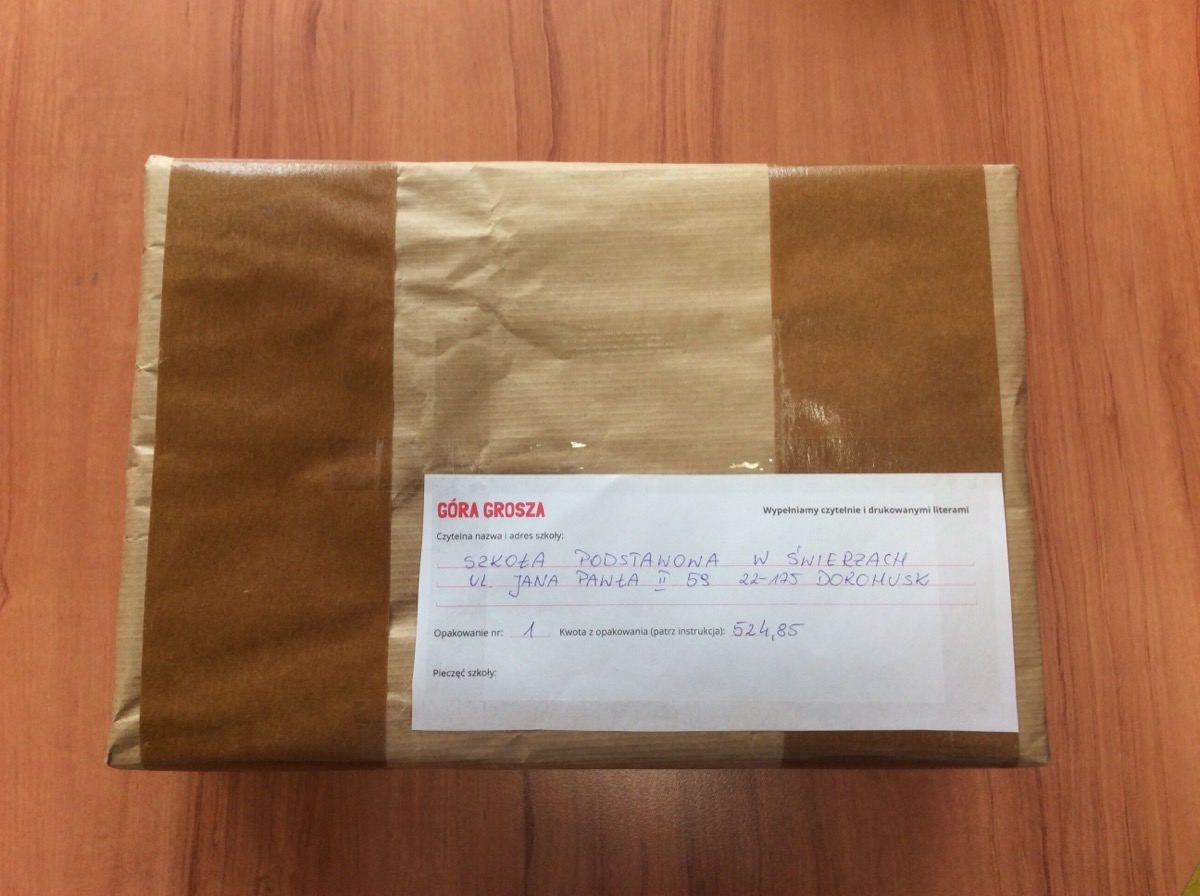 GÓRA GROSZA
Wypełniamy czytelnie i drukowanymi literami
Czytelna nazwa i adres szkoły:
SZKOŁA PODSTAWOWA W ŚWIERŻACH
UL. JANA PAWŁA II 59 22-175 DOROHUSK
Opakowanie nr: 1 Kwota z opakowania (patrz instrukcja): 524,85
Pieczęć szkoły: